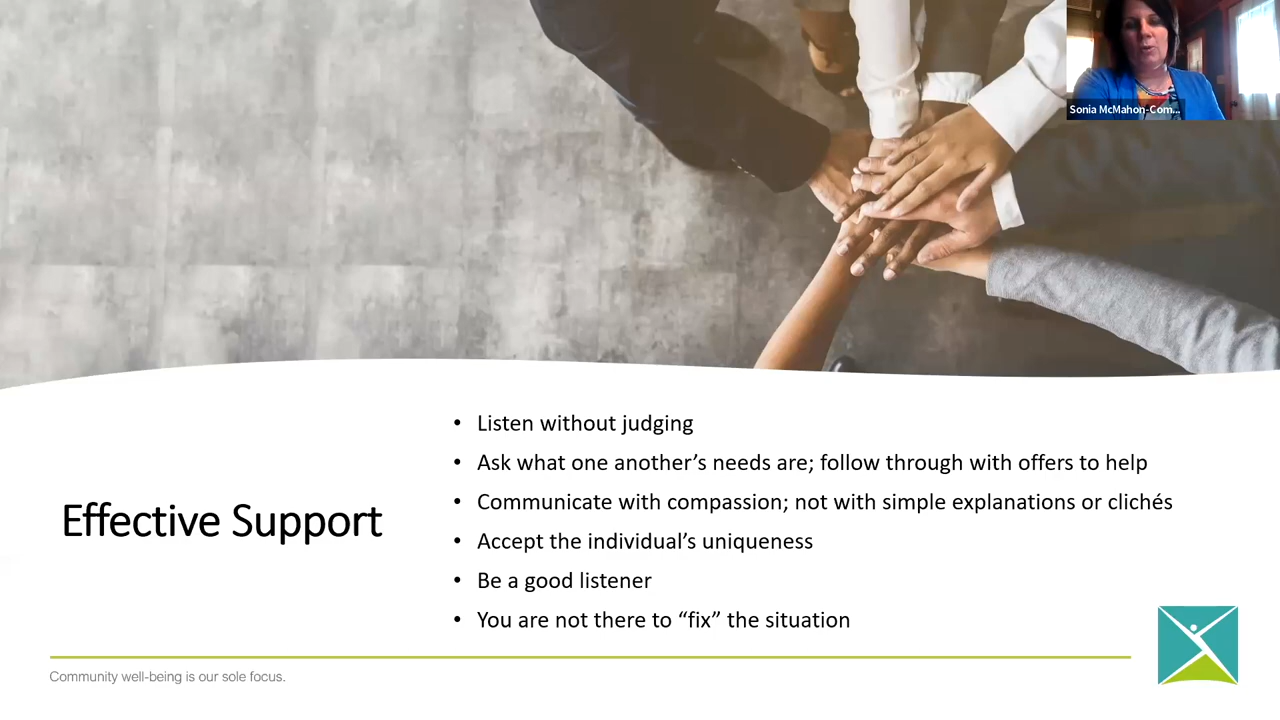 Sonia McMahon-Com...
Effective Support
• Listen without judging
• Ask what one another’s needs are; follow through with offers to help
• Communicate with compassion; not with simple explanations or clichés
• Accept the individual’s uniqueness
• Be a good listener
• You are not there to “fix” the situation
Community well-being is our sole focus.